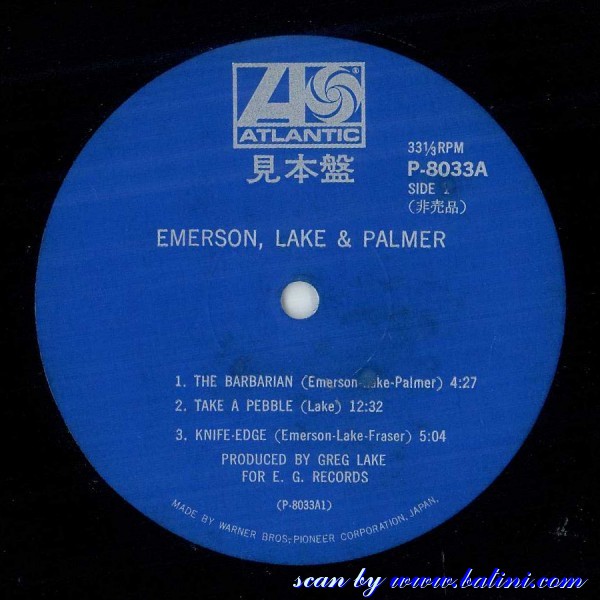 ATLANTIC
®
見本盤
33⅓RPM
P-8033A
SIDE
(非売品)
EMERSON, LAKE & PALMER
1. THE BARBARIAN (Emerson-Lake-Palmer) 4:27
2. TAKE A PEBBLE (Lake) 12:32
3. KNIFE-EDGE (Emerson-Lake-Fraser) 5:04
PRODUCED BY GREG LAKE
FOR E. G. RECORDS
(P-8033A1)
MADE BY WARNER BROS;-PIONEER CORPORATION, JAPAN.
scan by www.batini.com